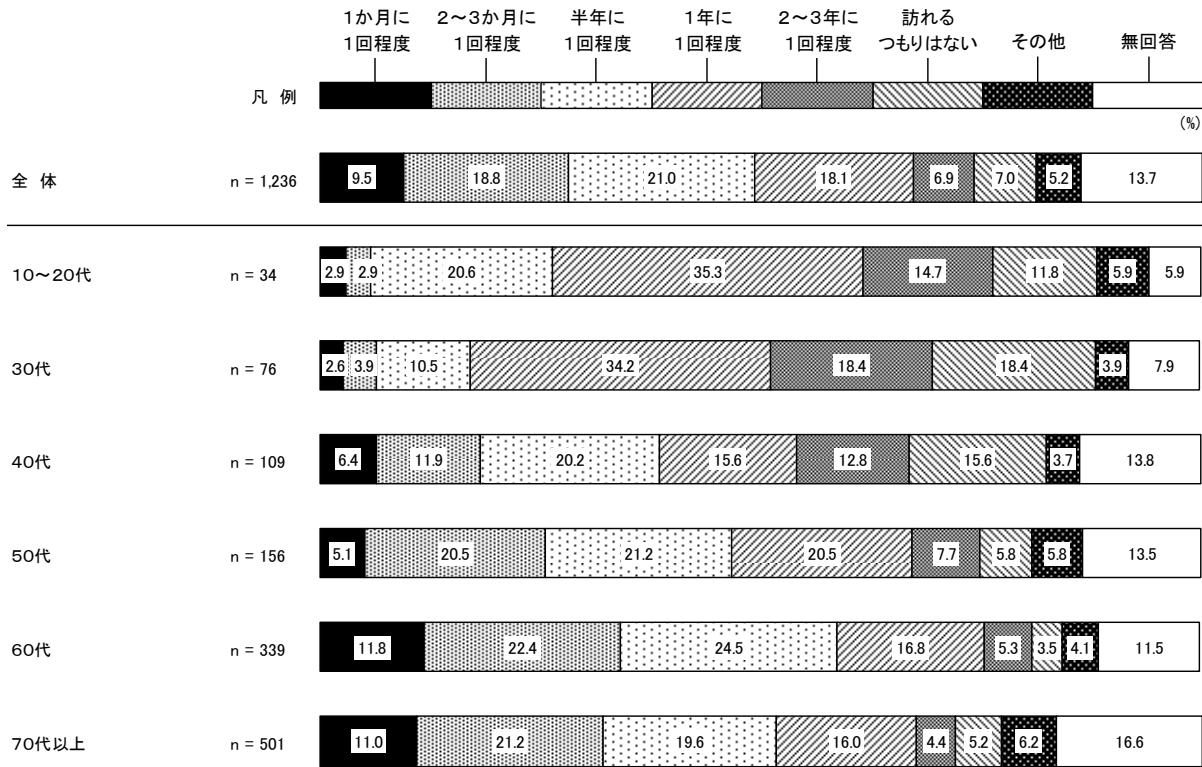 1か月に 2～3か月に 半年に 1年に 2～3年に 訪れる
1回程度 1回程度 1回程度 1回程度 1回程度 つもりはない その他 無回答
凡 例
(%)
全 体 n = 1,236 9.5 18.8 21.0 18.1 6.9 7.0 5.2 13.7
10～20代 n = 34 2.9 2.9 20.6 35.3 14.7 11.8 5.9 5.9
30代 n = 76 2.6 3.9 10.5 34.2 18.4 18.4 3.9 7.9
40代 n = 109 6.4 11.9 20.2 15.6 12.8 15.6 3.7 13.8
50代 n = 156 5.1 20.5 21.2 20.5 7.7 5.8 5.8 13.5
60代 n = 339 11.8 22.4 24.5 16.8 5.3 3.5 4.1 11.5
70代以上 n = 501 11.0 21.2 19.6 16.0 4.4 5.2 6.2 16.6